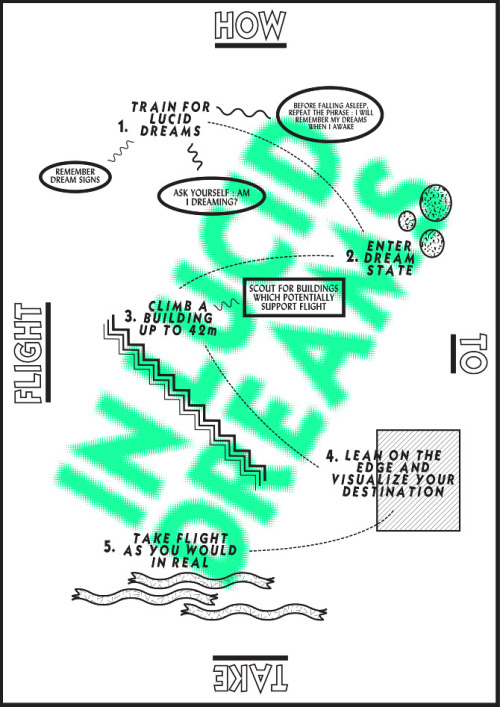 HOW
TO
TAKE
FLIGHT
IN LUCID
DREAMS
1. TRAIN FOR
LUCID
DREAMS
BEFORE FALLING ASLEEP,
REPEAT THE PHRASE : I WILL
REMEMBER MY DREAMS
WHEN I AWAKE
REMEMBER
DREAM SIGNS
ASK YOURSELF : AM
I DREAMING?
2. ENTER
DREAM
STATE
SCOUT FOR BUILDINGS
WHICH POTENTIALLY
SUPPORT FLIGHT
3. CLIMB A
BUILDING
UP TO 42m
4. LEAN ON THE
EDGE AND
VISUALIZE YOUR
DESTINATION
5. TAKE FLIGHT
AS YOU WOULD
IN REAL